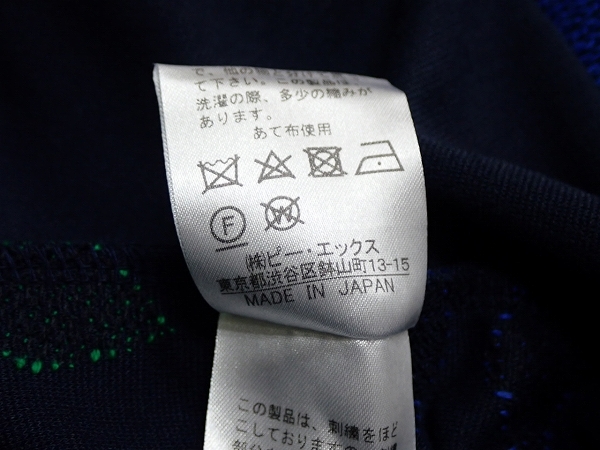 て下さい。この製品は、
洗濯の際、多少の縮みが
あります。
あて布使用
F
W
㈱ピー・エックス
東京都渋谷区鉢山町13-15
MADE IN JAPAN
この製品は、刺繍をほど
こしておりますの